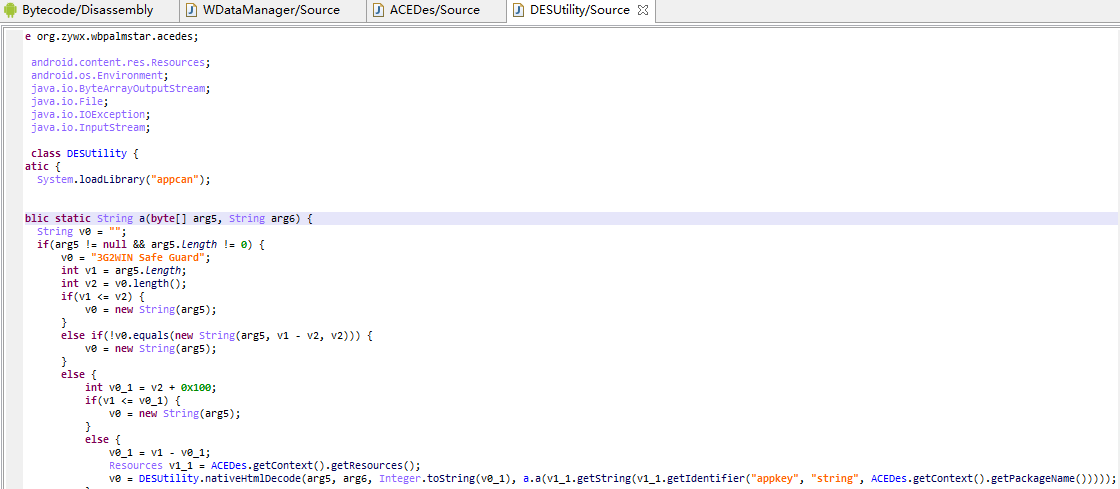 Bytecode/Disassembly WDataManager/Source ACEDes/Source DESUtility/Source
e org.zywx.wbpalmstar.acedes;
android.content.res.Resources;
android.os.Environment;
java.io.ByteArrayOutputStream;
java.io.File;
java.io.IOException;
java.io.InputStream;
class DESUtility {
atic {
System.loadLibrary("appcan");
blic static String a(byte[] arg5, String arg6) {
String v0 = "";
if(arg5 != null && arg5.length != 0) {
v0 = "3G2WIN Safe Guard";
int v1 = arg5.length;
int v2 = v0.length();
if(v1 <= v2) {
v0 = new String(arg5);
}
else if(!v0.equals(new String(arg5, v1 - v2, v2))) {
v0 = new String(arg5);
}
else {
int v0_1 = v2 + 0x100;
if(v1 <= v0_1) {
v0 = new String(arg5);
}
else {
v0_1 = v1 - v0_1;
Resources v1_1 = ACEDes.getContext().getResources();
v0 = DESUtility.nativeHtmlDecode(arg5, arg6, Integer.toString(v0_1), a.a(v1_1.getString(v1_1.getIdentifier("appkey", "string", ACEDes.getContext().getPackageName()))));